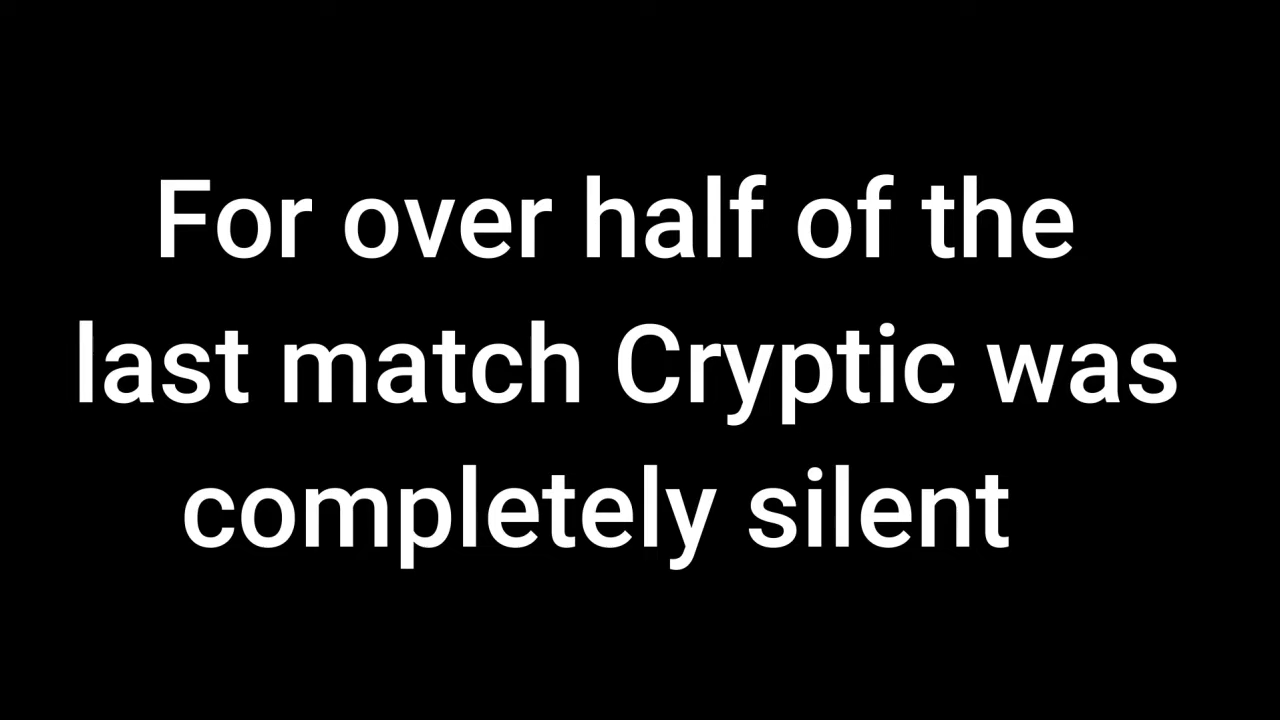 For over half of the
last match Cryptic was
completely silent